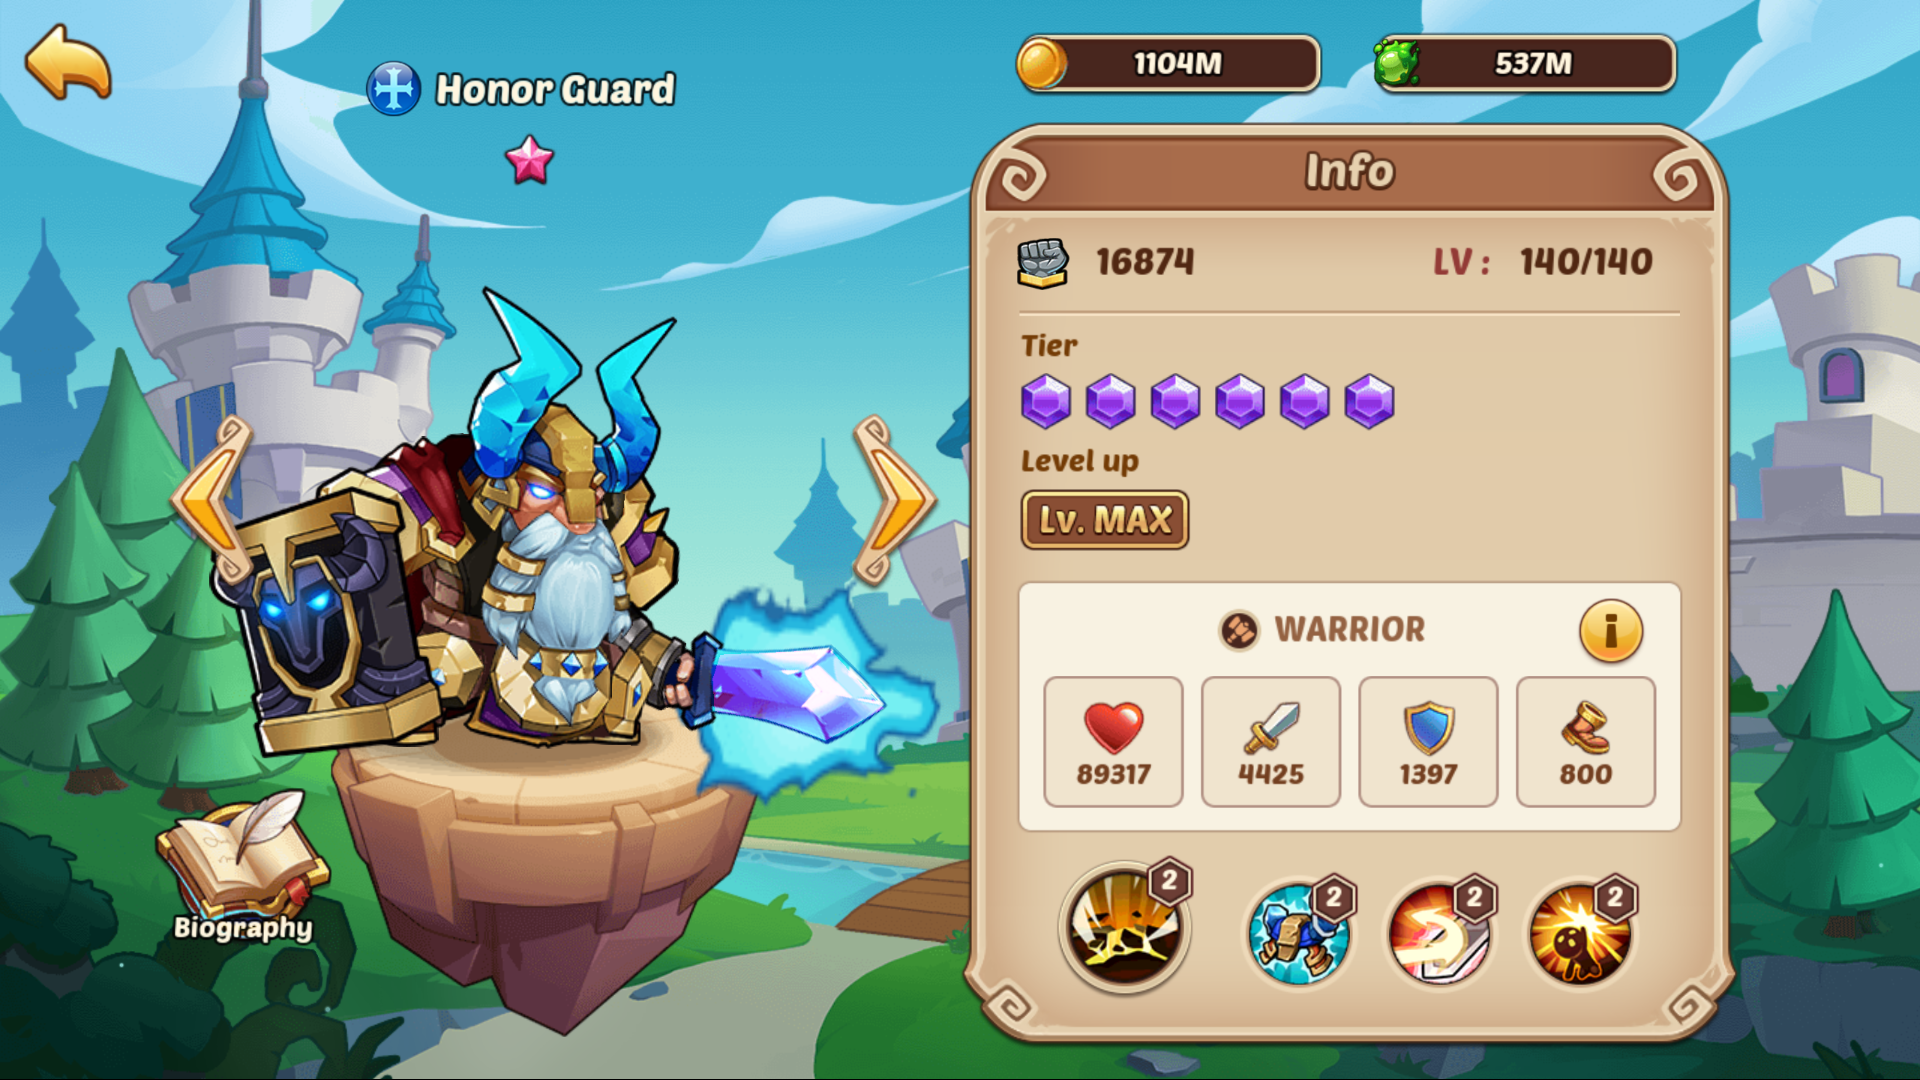 Honor Guard
1104M
537M
Info
16874
LV : 140/140
Tier
Level up
Lv. MAX
WARRIOR
89317
4425
1397
800
2
2
2
2
Biography